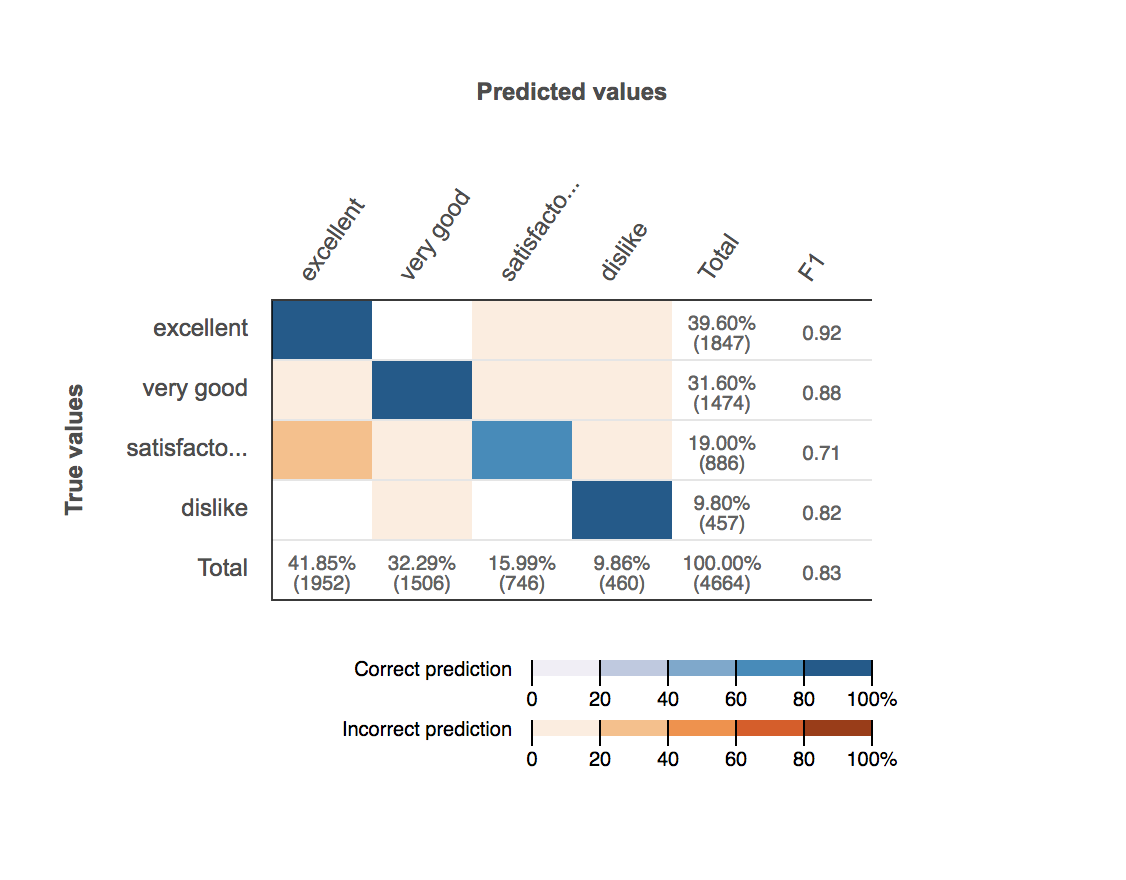 Predicted values
excellent
very good
satisfacto...
dislike
Total
F1
True values
excellent
39.60%
(1847)
0.92
very good
31.60%
(1474)
0.88
satisfacto...
19.00%
(886)
0.71
dislike
9.80%
(457)
0.82
Total
41.85%
(1952)
32.29%
(1506)
15.99%
(746)
9.86%
(460)
100.00%
(4664)
0.83
Correct prediction
0 20 40 60 80 100%
Incorrect prediction
0 20 40 60 80 100%